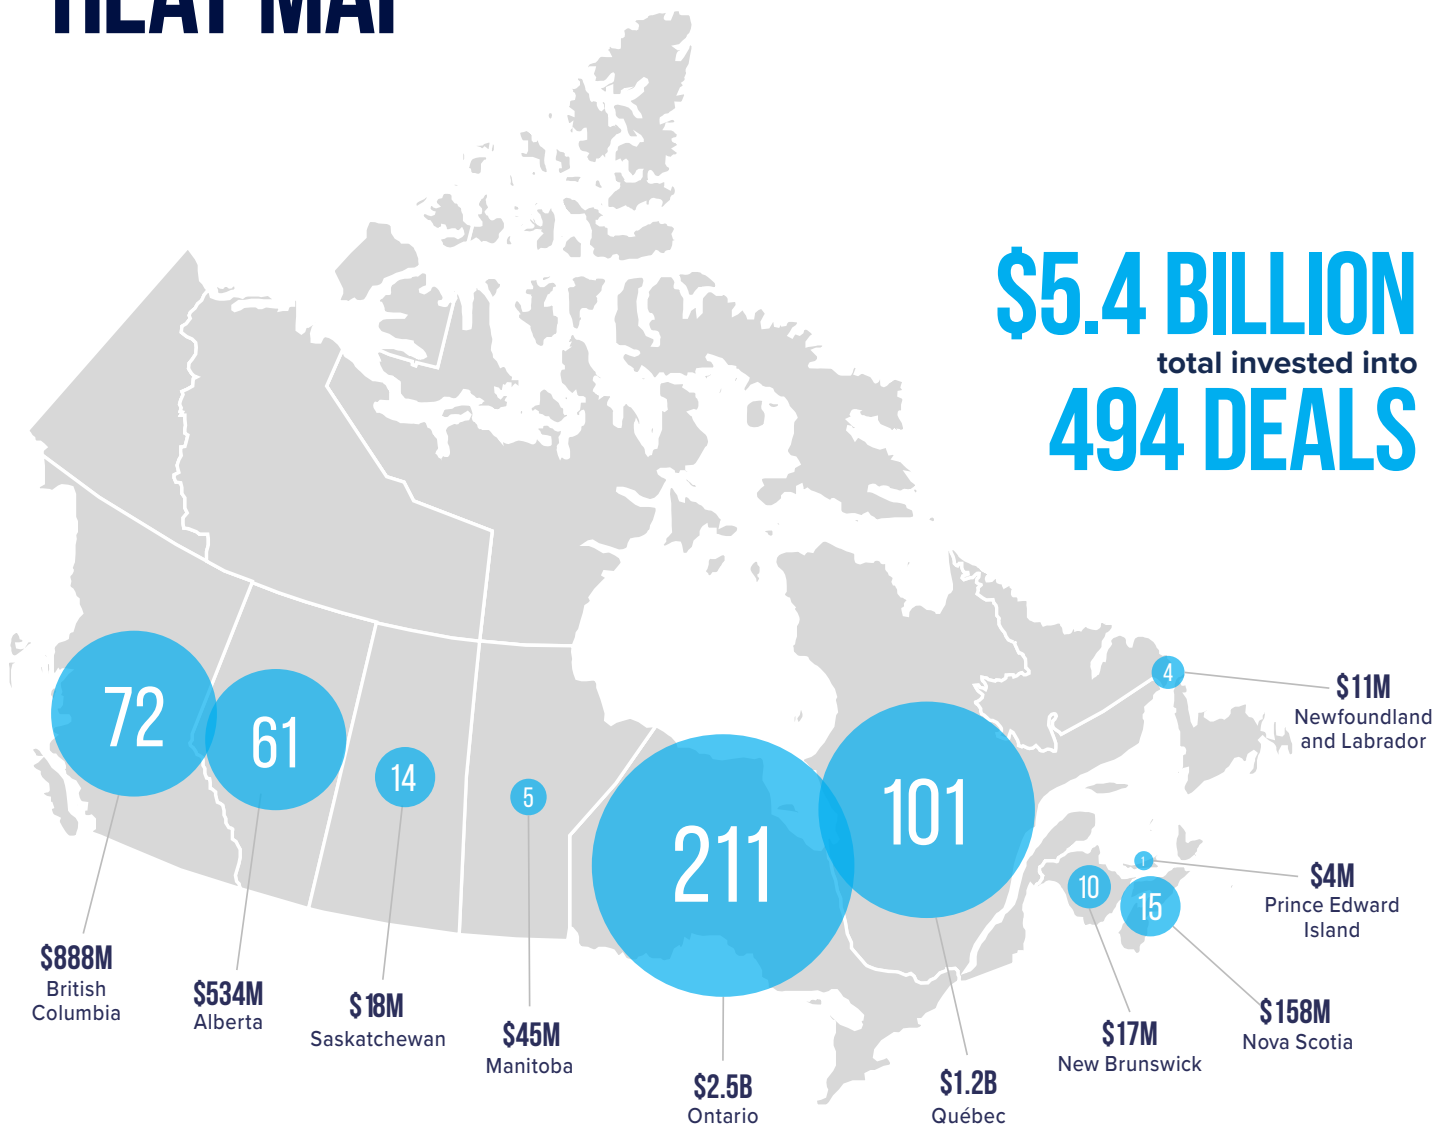 HEAT MAP
$5.4 BILLION
total invested into
494 DEALS
72
61
14
5
211
101
4
10
1
15
$11M
Newfoundland
and Labrador
$4M
Prince Edward
Island
$888M
British
Columbia
$534M
Alberta
$18M
Saskatchewan
$45M
Manitoba
$2.5B
Ontario
$1.2B
Québec
$17M
New Brunswick
$158M
Nova Scotia